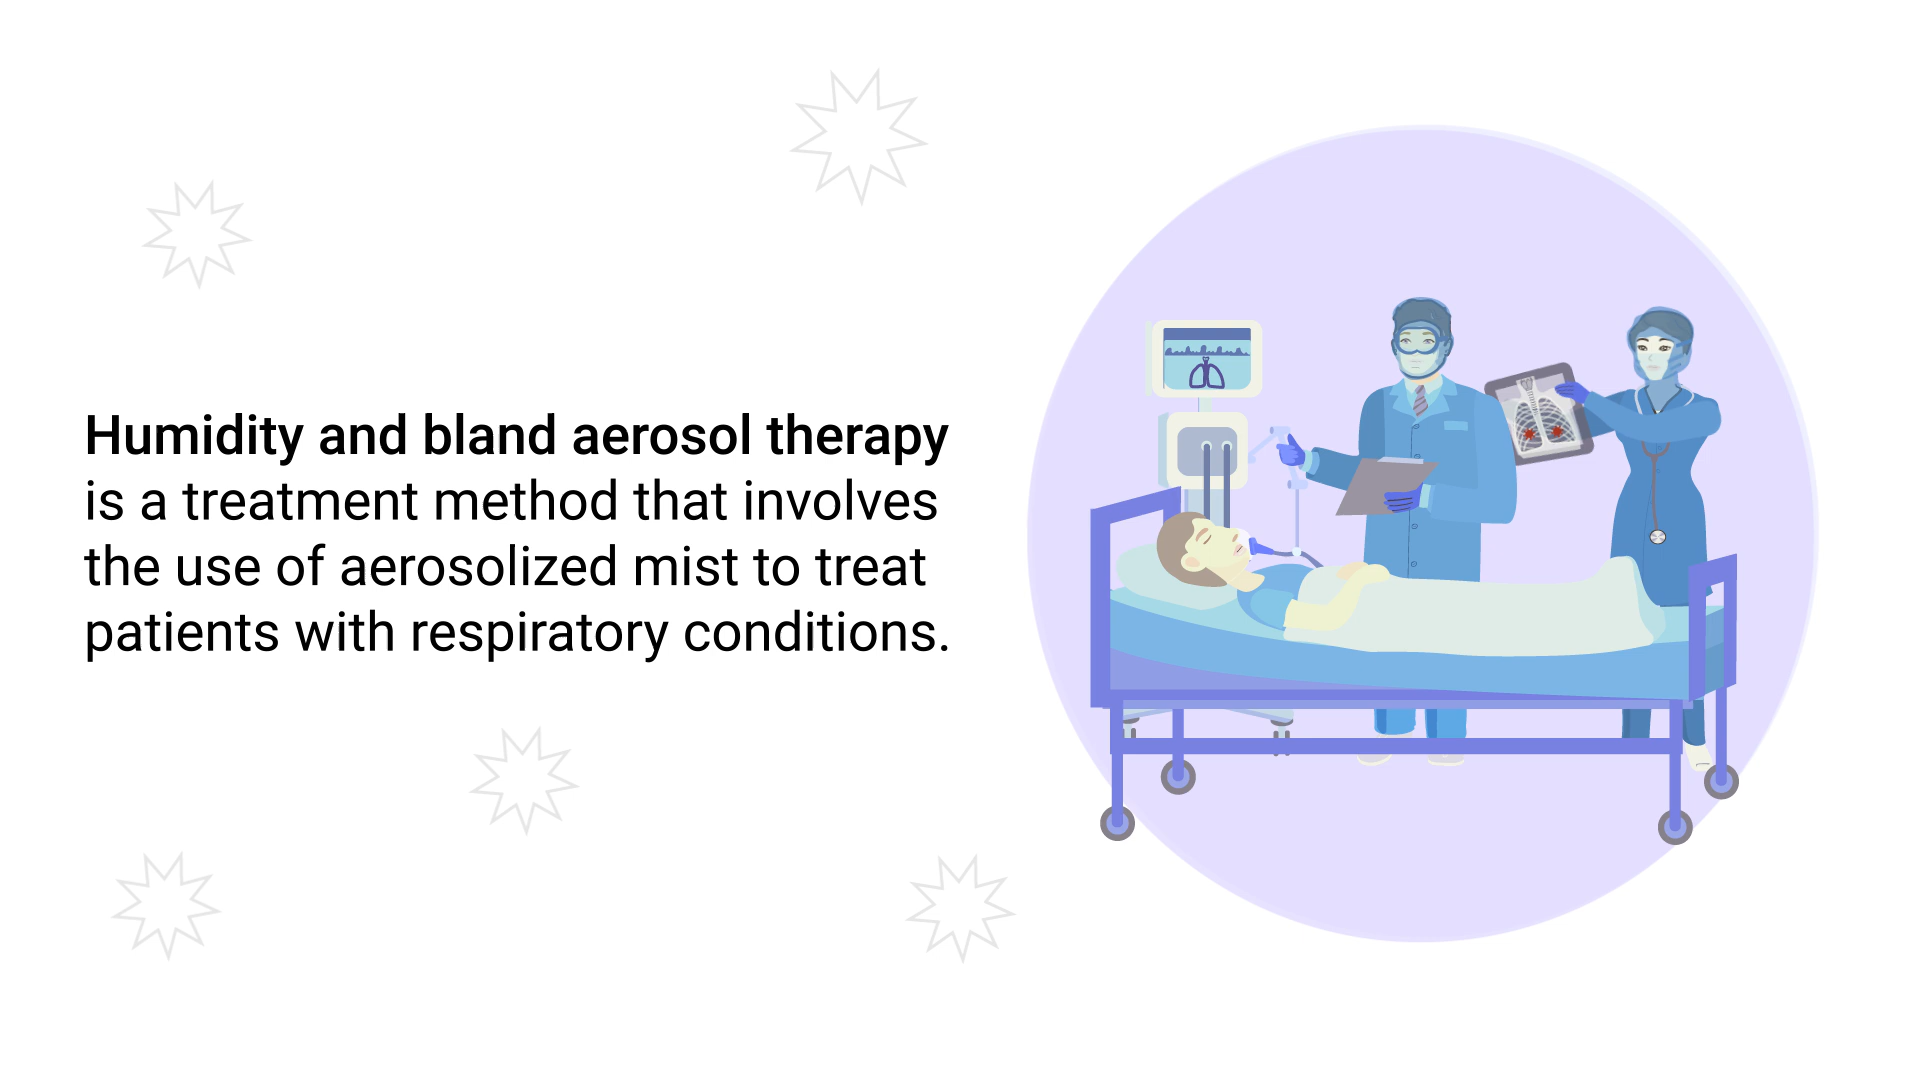 Humidity and bland aerosol therapy
is a treatment method that involves
the use of aerosolized mist to treat
patients with respiratory conditions.